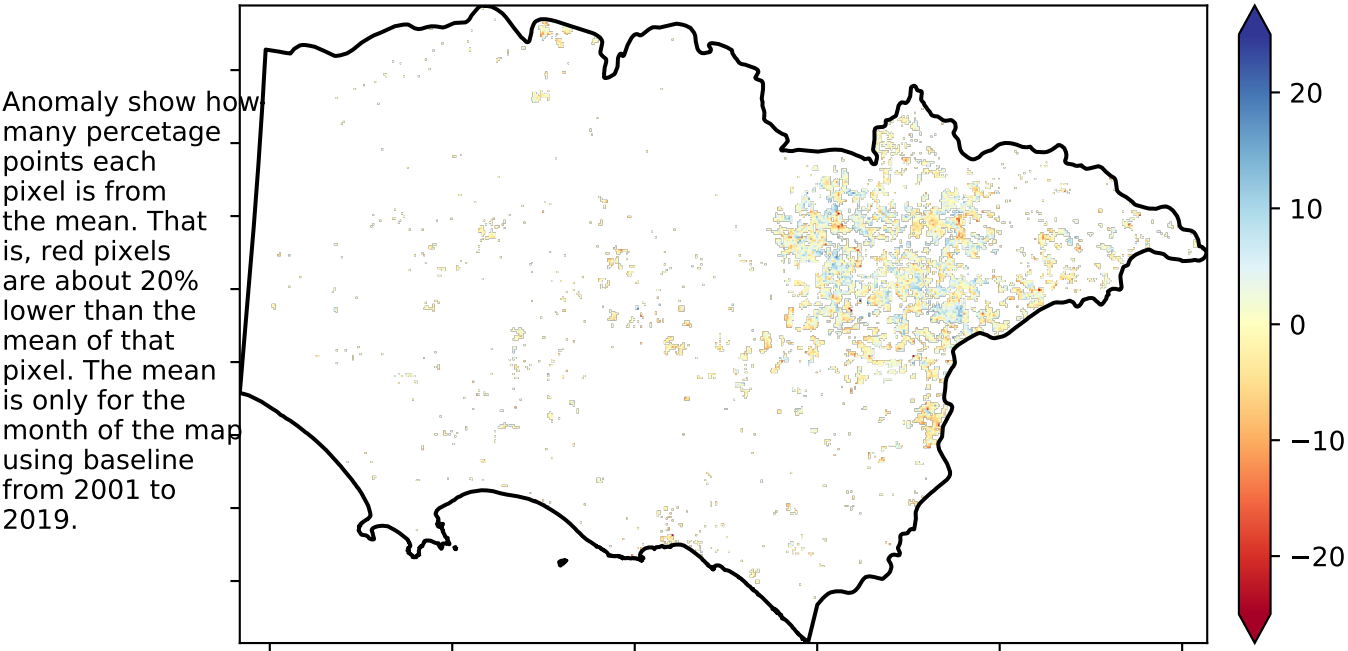 Anomaly show how
many percetage
points each
pixel is from
the mean. That
is, red pixels
are about 20%
lower than the
mean of that
pixel. The mean
is only for the
month of the map
using baseline
from 2001 to
2019.
20
10
0
−10
−20